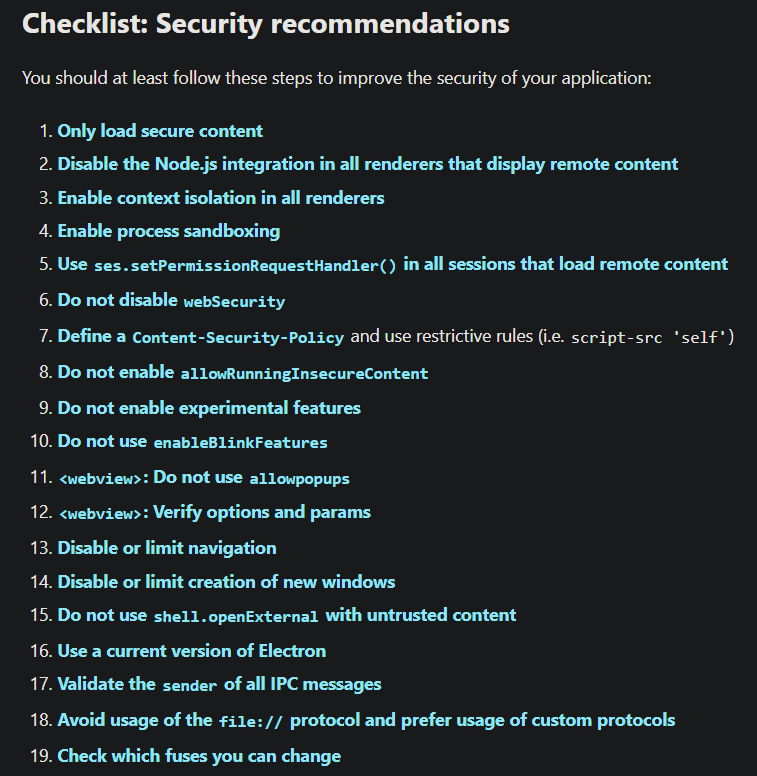 Checklist: Security recommendations
You should at least follow these steps to improve the security of your application:
1. Only load secure content
2. Disable the Node.js integration in all renderers that display remote content
3. Enable context isolation in all renderers
4. Enable process sandboxing
5. Use ses.setPermissionRequestHandler() in all sessions that load remote content
6. Do not disable webSecurity
7. Define a Content-Security-Policy and use restrictive rules (i.e. script-src 'self')
8. Do not enable allowRunningInsecureContent
9. Do not enable experimental features
10. Do not use enableBlinkFeatures
11. <webview>: Do not use allowpopups
12. <webview>: Verify options and params
13. Disable or limit navigation
14. Disable or limit creation of new windows
15. Do not use shell.openExternal with untrusted content
16. Use a current version of Electron
17. Validate the sender of all IPC messages
18. Avoid usage of the file:// protocol and prefer usage of custom protocols
19. Check which fuses you can change